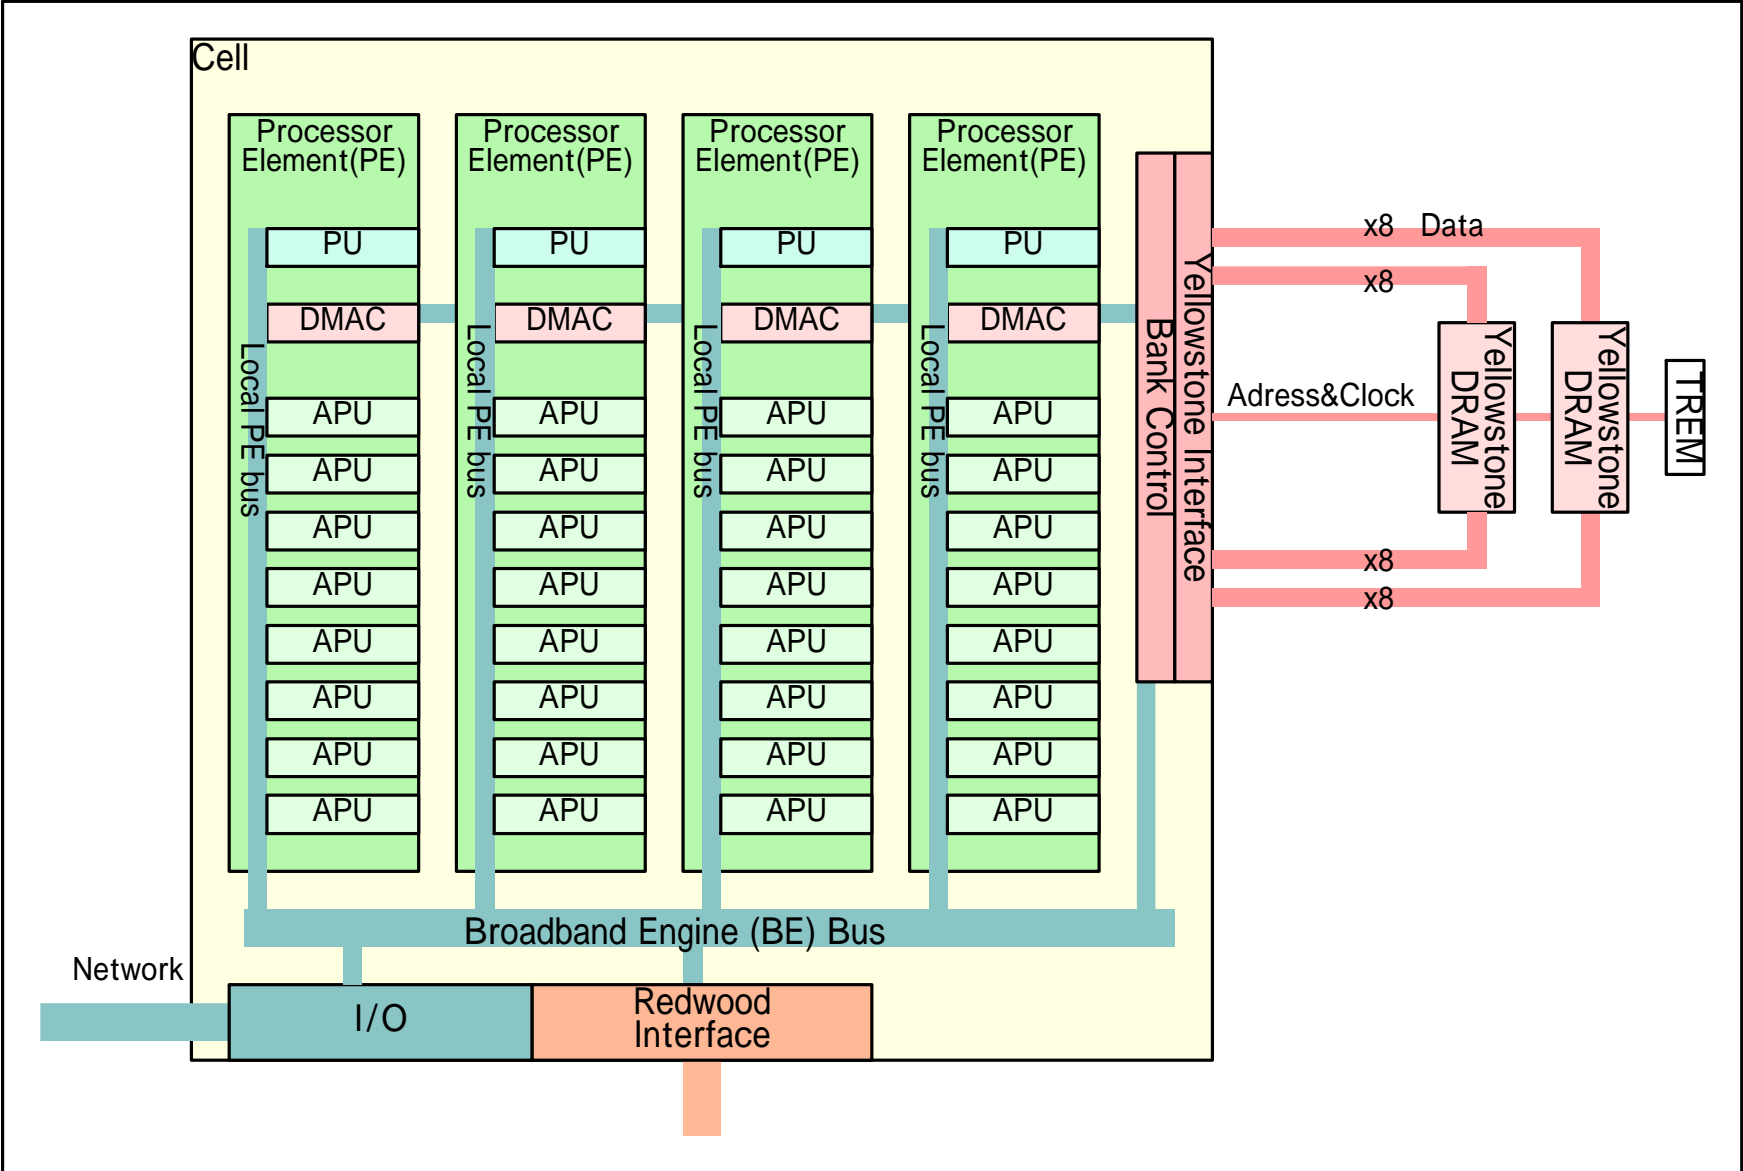 Cell
Processor
Element(PE)
PU
DMAC
Local PE bus
APU
APU
APU
APU
APU
APU
APU
APU
Processor
Element(PE)
PU
DMAC
Local PE bus
APU
APU
APU
APU
APU
APU
APU
APU
Processor
Element(PE)
PU
DMAC
Local PE bus
APU
APU
APU
APU
APU
APU
APU
APU
Processor
Element(PE)
PU
DMAC
Local PE bus
APU
APU
APU
APU
APU
APU
APU
APU
Yellowstone Interface
Bank Control
x8 Data
x8
Adress&Clock
x8
x8
Yellowstone
DRAM
Yellowstone
DRAM
TREM
Broadband Engine (BE) Bus
Network
I/O
Redwood
Interface